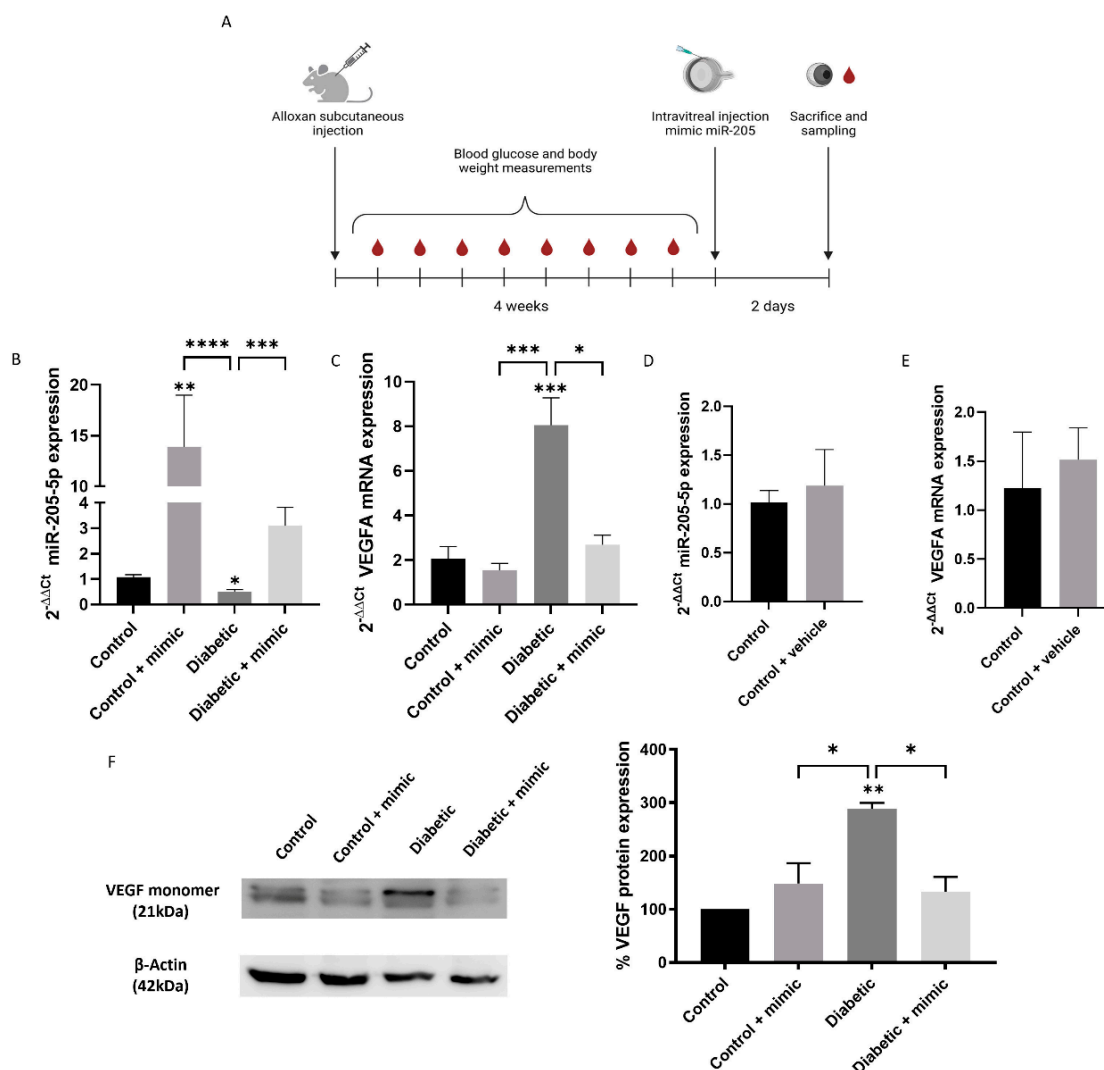 A
Alloxan subcutaneous
injection
Intravitreal injection
mimic miR-205
Sacrifice and
sampling
Blood glucose and body
weight measurements
4 weeks
2 days
B
2^-ΔΔCt miR-205-5p expression
20
15
10
4
3
2
1
0
**
*
****
***
Control
Control + mimic
Diabetic
Diabetic + mimic
C
2^-ΔΔCt VEGFA mRNA expression
10
8
6
4
2
0
***
*
***
Control
Control + mimic
Diabetic
Diabetic + mimic
D
2^-ΔΔCt miR-205-5p expression
2.0
1.5
1.0
0.5
0.0
Control
Control + vehicle
E
2^-ΔΔCt VEGFA mRNA expression
2.0
1.5
1.0
0.5
0.0
Control
Control + vehicle
F
Control
Control + mimic
Diabetic
Diabetic + mimic
VEGF monomer
(21kDa)
β-Actin
(42kDa)
% VEGF protein expression
400
300
200
100
0
*
*
**
Control
Control + mimic
Diabetic
Diabetic + mimic